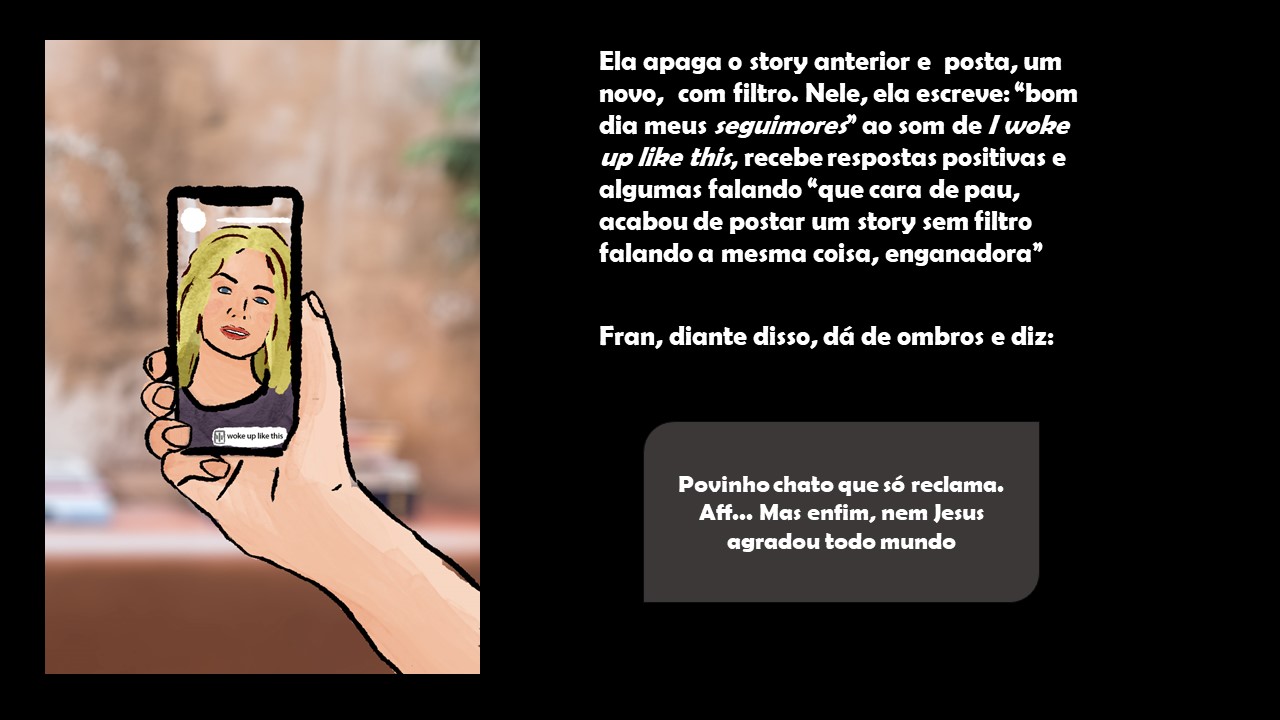 Ela apaga o story anterior e  posta, um
novo,  com filtro. Nele, ela escreve: “bom
dia meus seguimores” ao som de I woke
up like this, recebe respostas positivas e
algumas falando “que cara de pau,
acabou de postar um story sem filtro
falando a mesma coisa, enganadora”
Fran, diante disso, dá de ombros e diz:
Povinho chato que só reclama.
Aff... Mas enfim, nem Jesus
agradou todo mundo
woke up like this